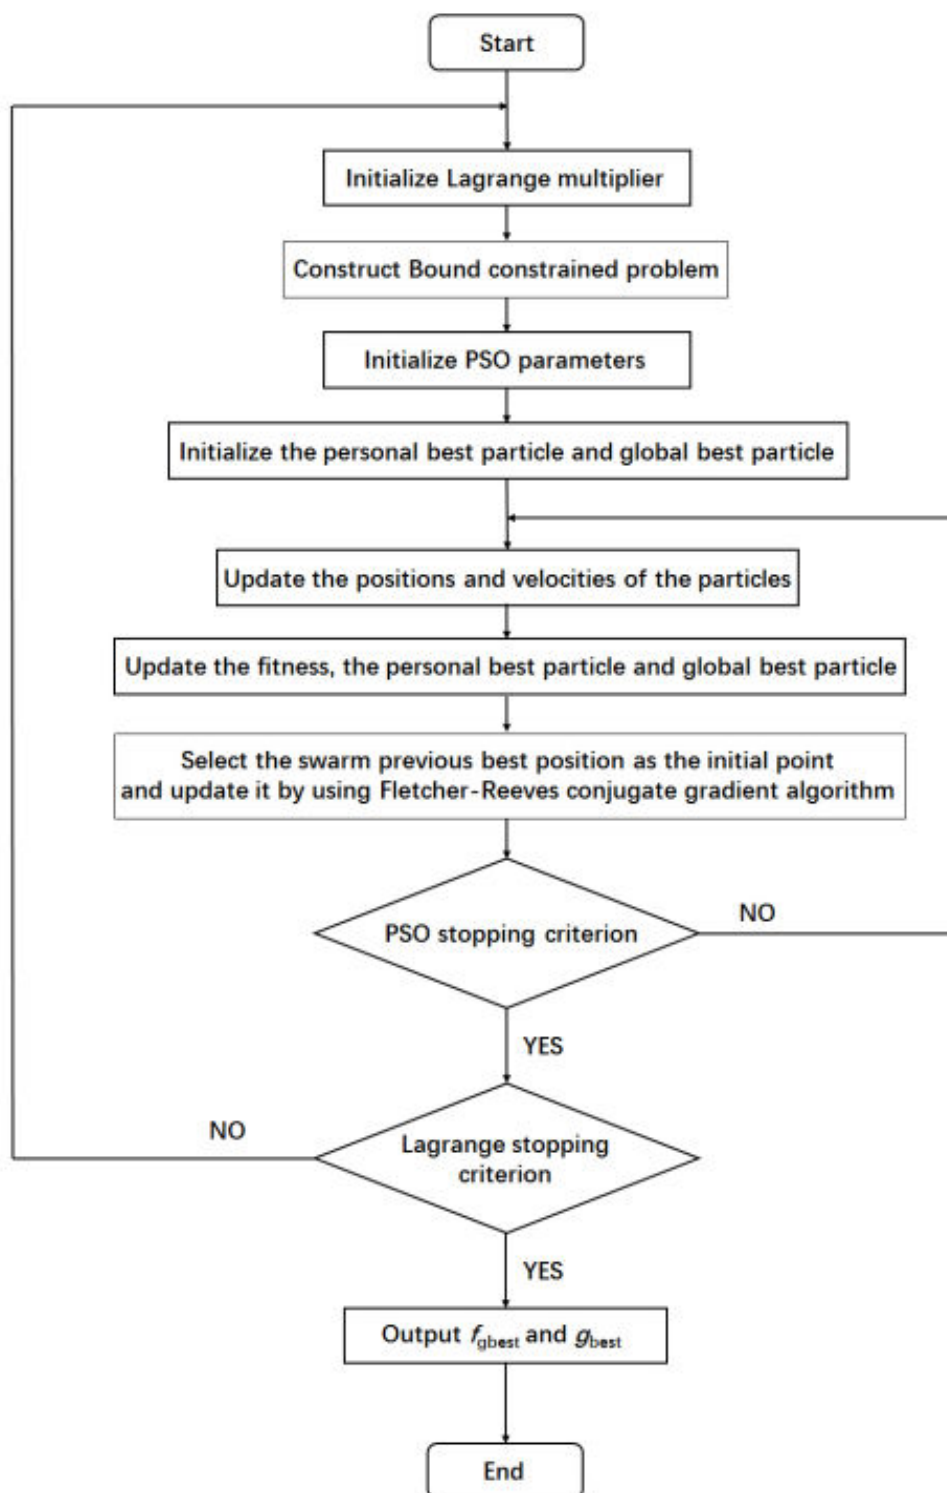 Start
Initialize Lagrange multiplier
Construct Bound constrained problem
Initialize PSO parameters
Initialize the personal best particle and global best particle
Update the positions and velocities of the particles
Update the fitness, the personal best particle and global best particle
Select the swarm previous best position as the initial point
and update it by using Fletcher-Reeves conjugate gradient algorithm
PSO stopping criterion
NO
YES
Lagrange stopping
criterion
NO
YES
Output fgbest and gbest
End